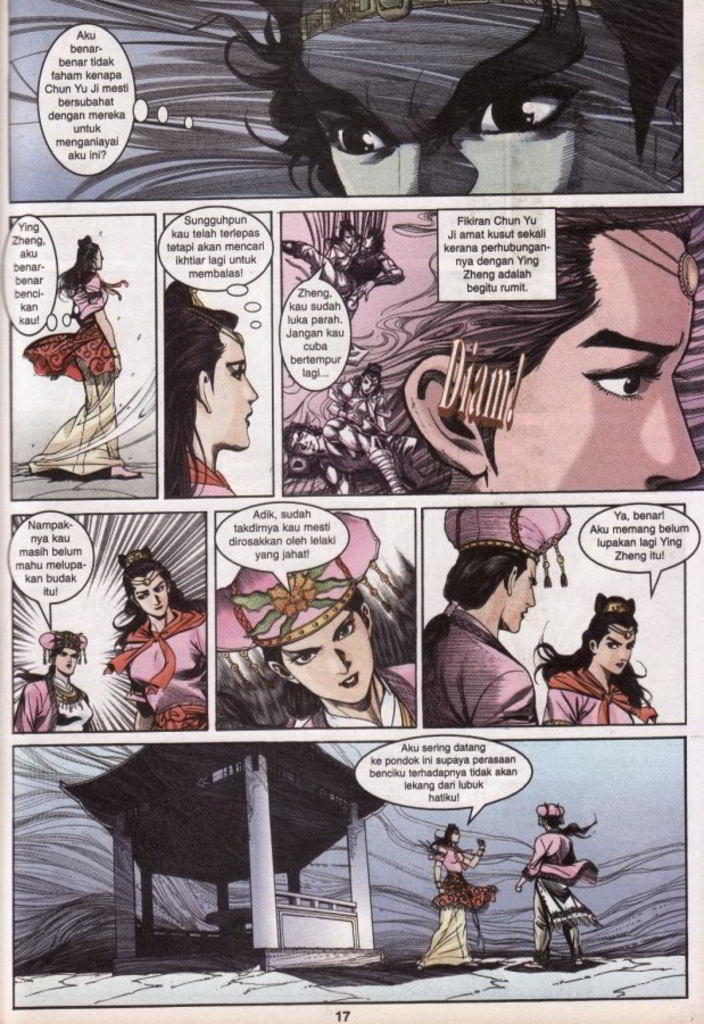 Aku
benar-
benar tidak
faham kenapa
Chun Yu Ji mesti
bersubahat
dengan mereka
untuk
menganiayai
aku ini?
Ying
Zheng,
aku
benar-
benar
benci-
kan
kau!
Sungguhpun
kau telah terlepas
tetapi akan mencari
ikhtiar lagi untuk
membalas!
Zheng,
kau sudah
luka parah.
Jangan kau
cuba
bertempur
lagi...
Fikiran Chun Yu
Ji amat kusut sekali
kerana perhubungan-
nya dengan Ying
Zheng adalah
begitu rumit.
Diam!
Nampak-
nya kau
masih belum
mahu melupa-
kan budak
itu!
Adik, sudah
takdirnya kau mesti
dirosakkan oleh lelaki
yang jahat!
Ya, benar!
Aku memang belum
lupakan lagi Ying
Zheng itu!
Aku sering datang
ke pondok ini supaya perasaan
benciku terhadapnya tidak akan
lekang dari lubuk
hatiku!
17